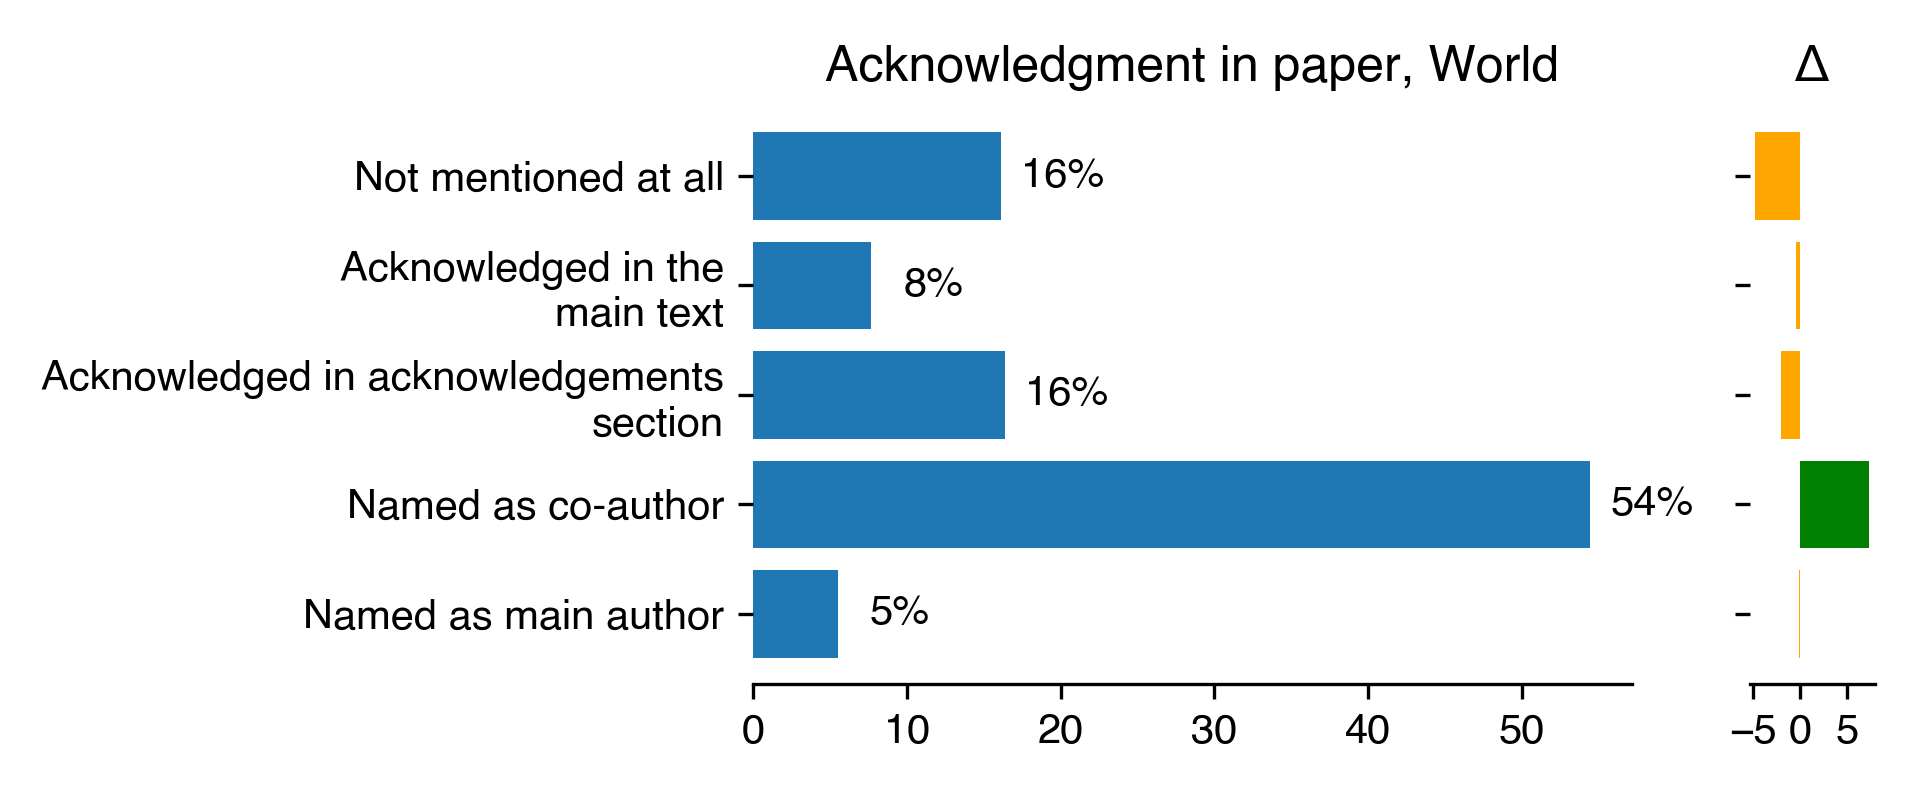 Acknowledgment in paper, World
Δ
Not mentioned at all
16%
Acknowledged in the
main text
8%
Acknowledged in acknowledgements
section
16%
Named as co-author
54%
Named as main author
5%
0 10 20 30 40 50
−5 0 5